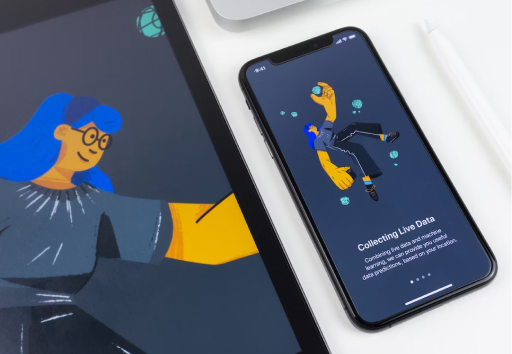 9:41
Collecting Live Data
Combining live data and machine
learning, we can provide you useful
data predictions, based on your location.